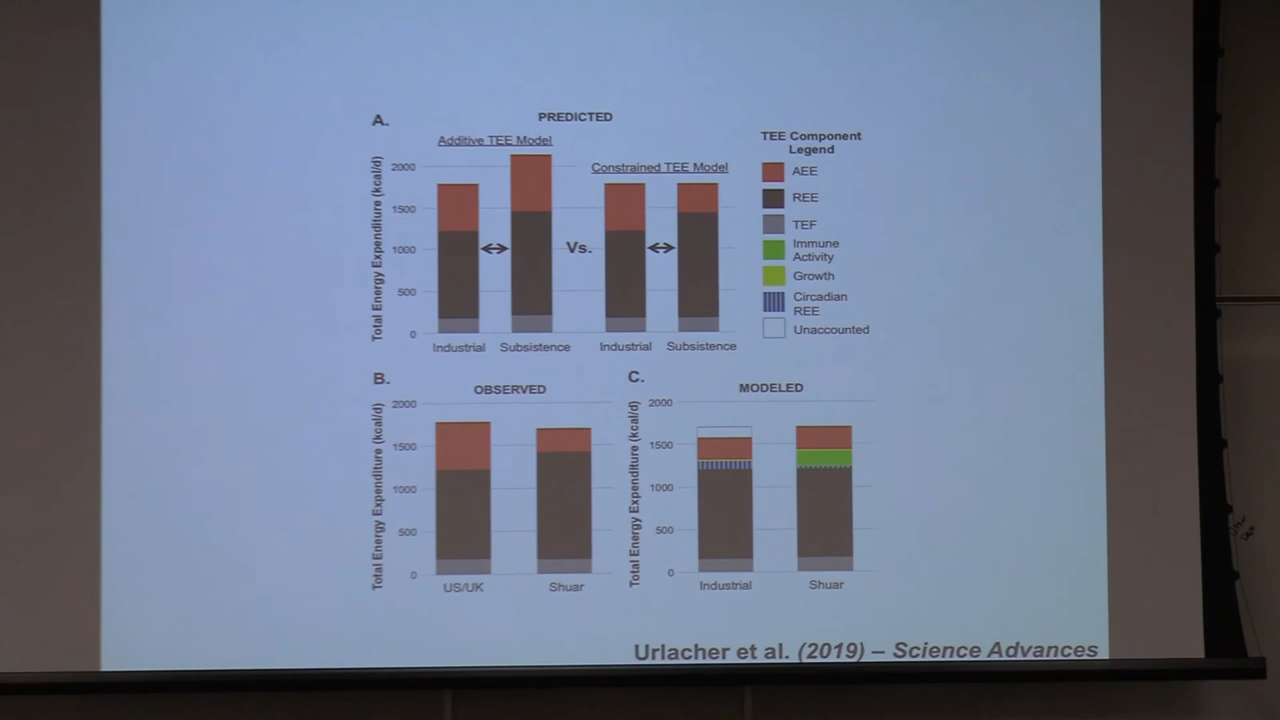 A.
PREDICTED
Additive TEE Model
Constrained TEE Model
Total Energy Expenditure (kcal/d)
2000
1500
1000
500
0
Vs.
Industrial
Subsistence
Industrial
Subsistence
TEE Component
Legend
AEE
REE
TEF
Immune
Activity
Growth
Circadian
REE
Unaccounted
B.
OBSERVED
Total Energy Expenditure (kcal/d)
2000
1500
1000
500
0
US/UK
Shuar
C.
MODELED
Total Energy Expenditure (kcal/d)
2000
1500
1000
500
0
Industrial
Shuar
Urlacher et al. (2019) – Science Advances